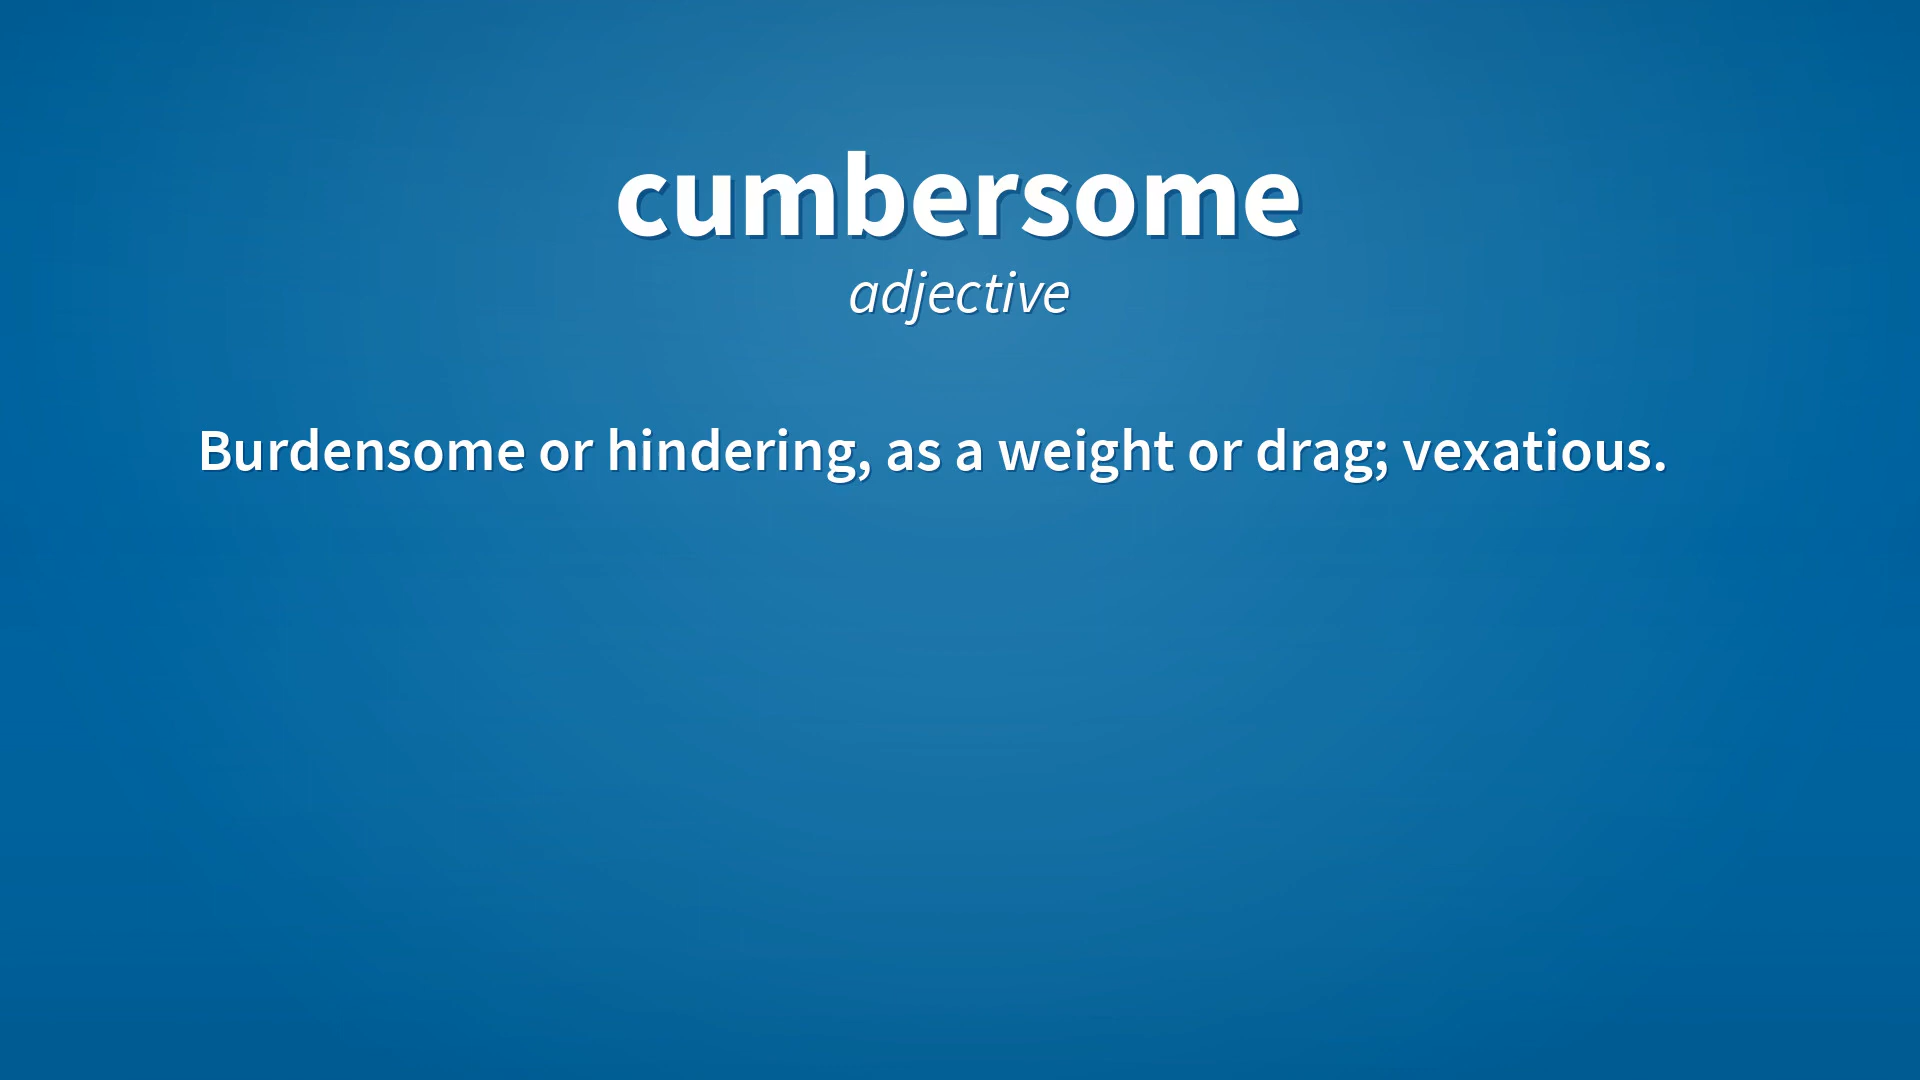 cumbersome
adjective
Burdensome or hindering, as a weight or drag; vexatious.